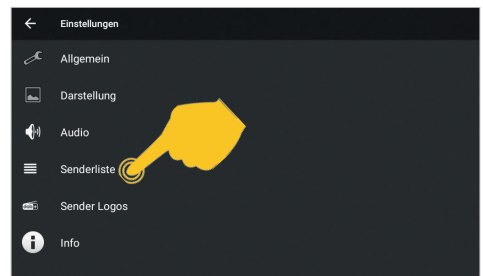 Einstellungen
Allgemein
Darstellung
Audio
Senderliste
Sender Logos
Info